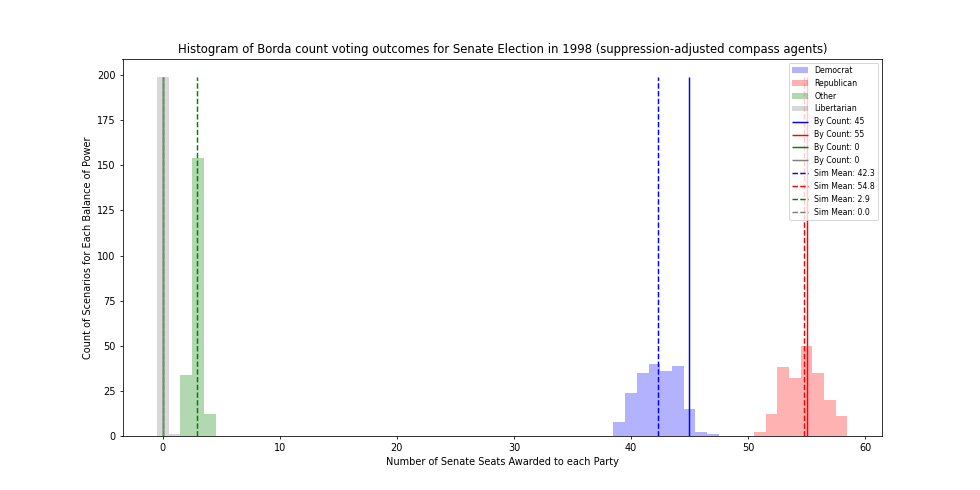 Histogram of Borda count voting outcomes for Senate Election in 1998 (suppression-adjusted compass agents)
Count of Scenarios for Each Balance of Power
200
175
150
125
100
75
50
25
0
Democrat
Republican
Other
Libertarian
By Count: 45
By Count: 55
By Count: 0
By Count: 0
Sim Mean: 42.3
Sim Mean: 54.8
Sim Mean: 2.9
Sim Mean: 0.0
0 10 20 30 40 50 60
Number of Senate Seats Awarded to each Party